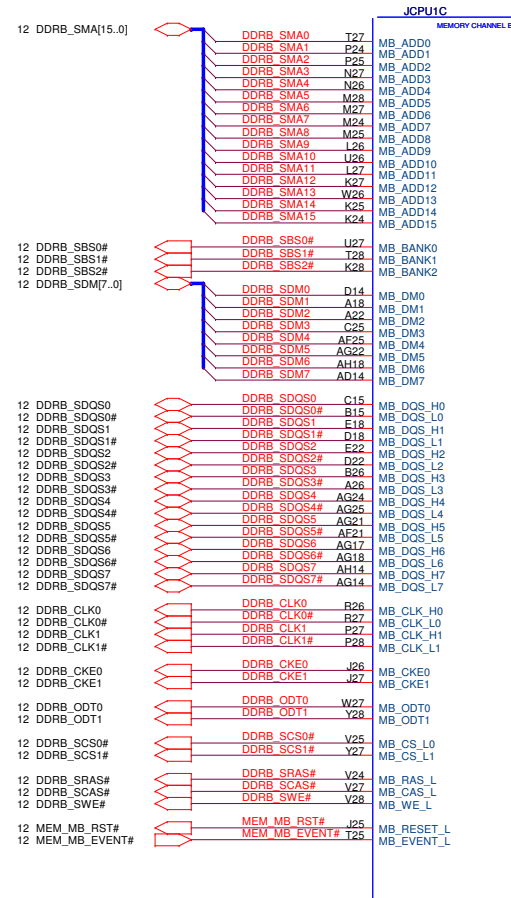 JCPU1C
MEMORY CHANNEL B
12 DDRB_SMA[15..0]
DDRB_SMA0 T27 MB_ADD0
DDRB_SMA1 P24 MB_ADD1
DDRB_SMA2 P25 MB_ADD2
DDRB_SMA3 N27 MB_ADD3
DDRB_SMA4 N26 MB_ADD4
DDRB_SMA5 M28 MB_ADD5
DDRB_SMA6 M27 MB_ADD6
DDRB_SMA7 M24 MB_ADD7
DDRB_SMA8 M25 MB_ADD8
DDRB_SMA9 L26 MB_ADD9
DDRB_SMA10 U26 MB_ADD10
DDRB_SMA11 L27 MB_ADD11
DDRB_SMA12 K27 MB_ADD12
DDRB_SMA13 W26 MB_ADD13
DDRB_SMA14 K25 MB_ADD14
DDRB_SMA15 K24 MB_ADD15
12 DDRB_SBS0# DDRB_SBS0# U27 MB_BANK0
12 DDRB_SBS1# DDRB_SBS1# T28 MB_BANK1
12 DDRB_SBS2# DDRB_SBS2# K28 MB_BANK2
12 DDRB_SDM[7..0]
DDRB_SDM0 D14 MB_DM0
DDRB_SDM1 A18 MB_DM1
DDRB_SDM2 A22 MB_DM2
DDRB_SDM3 C25 MB_DM3
DDRB_SDM4 AF25 MB_DM4
DDRB_SDM5 AG22 MB_DM5
DDRB_SDM6 AH18 MB_DM6
DDRB_SDM7 AD14 MB_DM7
12 DDRB_SDQS0 DDRB_SDQS0 C15 MB_DQS_H0
12 DDRB_SDQS0# DDRB_SDQS0# B15 MB_DQS_L0
12 DDRB_SDQS1 DDRB_SDQS1 E18 MB_DQS_H1
12 DDRB_SDQS1# DDRB_SDQS1# D18 MB_DQS_L1
12 DDRB_SDQS2 DDRB_SDQS2 E22 MB_DQS_H2
12 DDRB_SDQS2# DDRB_SDQS2# D22 MB_DQS_L2
12 DDRB_SDQS3 DDRB_SDQS3 B26 MB_DQS_H3
12 DDRB_SDQS3# DDRB_SDQS3# A26 MB_DQS_L3
12 DDRB_SDQS4 DDRB_SDQS4 AG24 MB_DQS_H4
12 DDRB_SDQS4# DDRB_SDQS4# AG25 MB_DQS_L4
12 DDRB_SDQS5 DDRB_SDQS5 AG21 MB_DQS_H5
12 DDRB_SDQS5# DDRB_SDQS5# AF21 MB_DQS_L5
12 DDRB_SDQS6 DDRB_SDQS6 AG17 MB_DQS_H6
12 DDRB_SDQS6# DDRB_SDQS6# AG18 MB_DQS_L6
12 DDRB_SDQS7 DDRB_SDQS7 AH14 MB_DQS_H7
12 DDRB_SDQS7# DDRB_SDQS7# AG14 MB_DQS_L7
12 DDRB_CLK0 DDRB_CLK0 R26 MB_CLK_H0
12 DDRB_CLK0# DDRB_CLK0# R27 MB_CLK_L0
12 DDRB_CLK1 DDRB_CLK1 P27 MB_CLK_H1
12 DDRB_CLK1# DDRB_CLK1# P28 MB_CLK_L1
12 DDRB_CKE0 DDRB_CKE0 J26 MB_CKE0
12 DDRB_CKE1 DDRB_CKE1 J27 MB_CKE1
12 DDRB_ODT0 DDRB_ODT0 W27 MB_ODT0
12 DDRB_ODT1 DDRB_ODT1 Y28 MB_ODT1
12 DDRB_SCS0# DDRB_SCS0# V25 MB_CS_L0
12 DDRB_SCS1# DDRB_SCS1# Y27 MB_CS_L1
12 DDRB_SRAS# DDRB_SRAS# V24 MB_RAS_L
12 DDRB_SCAS# DDRB_SCAS# V27 MB_CAS_L
12 DDRB_SWE# DDRB_SWE# V28 MB_WE_L
12 MEM_MB_RST# MEM_MB_RST# J25 MB_RESET_L
12 MEM_MB_EVENT# MEM_MB_EVENT# T25 MB_EVENT_L